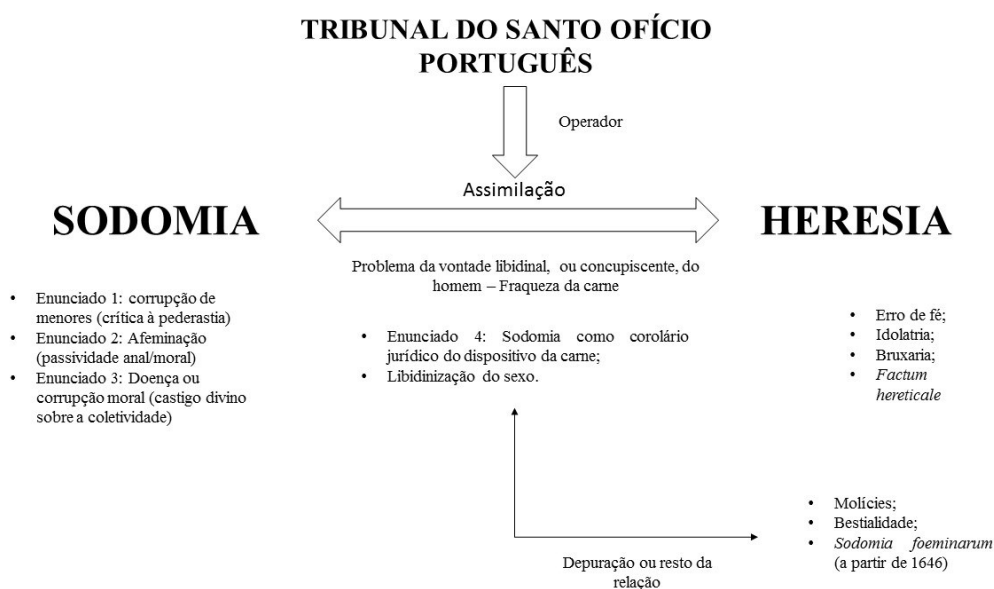 TRIBUNAL DO SANTO OFÍCIO
PORTUGUÊS
Operador
Assimilação
SODOMIA
HERESIA
Problema da vontade libidinal, ou concupiscente, do
homem – Fraqueza da carne
• Enunciado 1: corrupção de
menores (crítica à pederastia)
• Enunciado 2: Afeminação
(passividade anal/moral)
• Enunciado 3: Doença ou
corrupção moral (castigo divino
sobre a coletividade)
• Enunciado 4: Sodomia como corolário
jurídico do dispositivo da carne;
• Libidinização do sexo.
• Erro de fé;
• Idolatria;
• Bruxaria;
• Factum
hereticale
• Molícies;
• Bestialidade;
• Sodomia foeminarum
(a partir de 1646)
Depuração ou resto da
relação